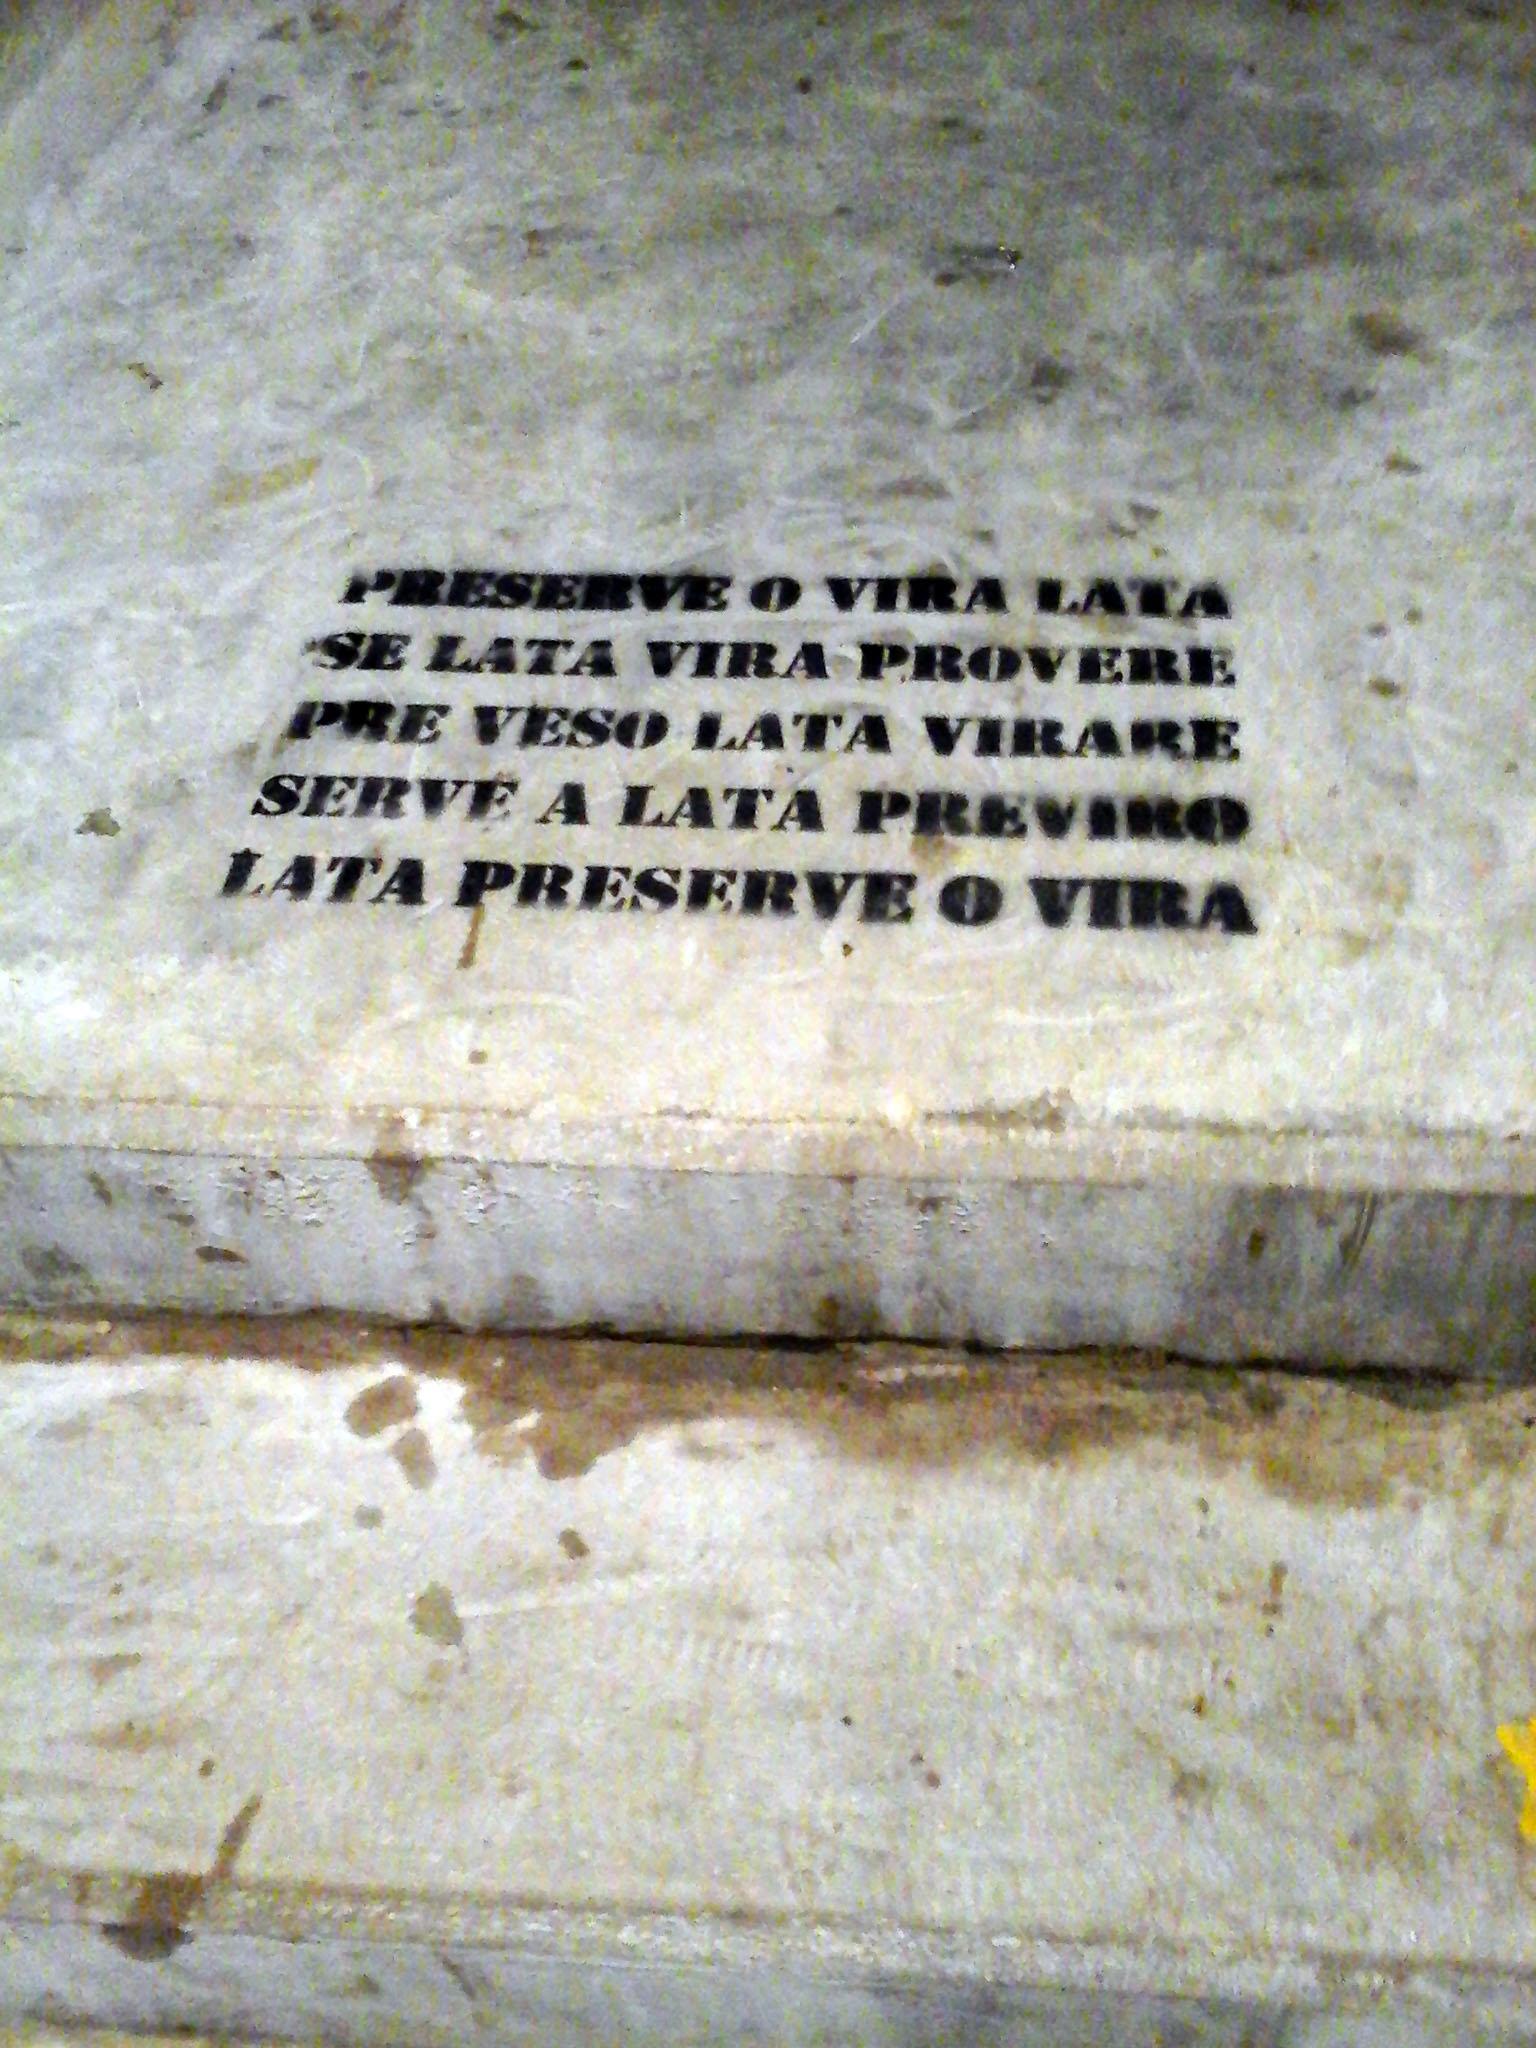 PRESERVE O VIRA LATA
SE LATA VIRA PROVERE
PRE VESO LATA VIRARE
SERVE A LATA PREVIRO
LATA PRESERVE O VIRA